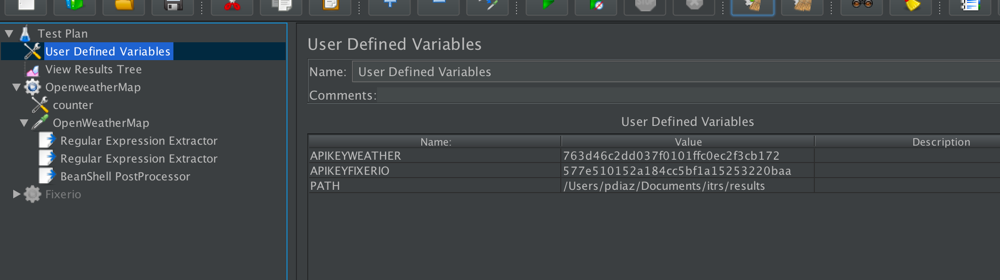 STOP
Test Plan
User Defined Variables
View Results Tree
OpenweatherMap
counter
OpenWeatherMap
Regular Expression Extractor
Regular Expression Extractor
BeanShell PostProcessor
Fixerio
User Defined Variables
Name: User Defined Variables
Comments:
User Defined Variables
Name: Value Description
APIKEYWEATHER 763d46c2dd037f0101ffc0ec2f3cb172
APIKEYFIXERIO 577e510152a184cc5bf1a15253220baa
PATH /Users/pdiaz/Documents/itrs/results